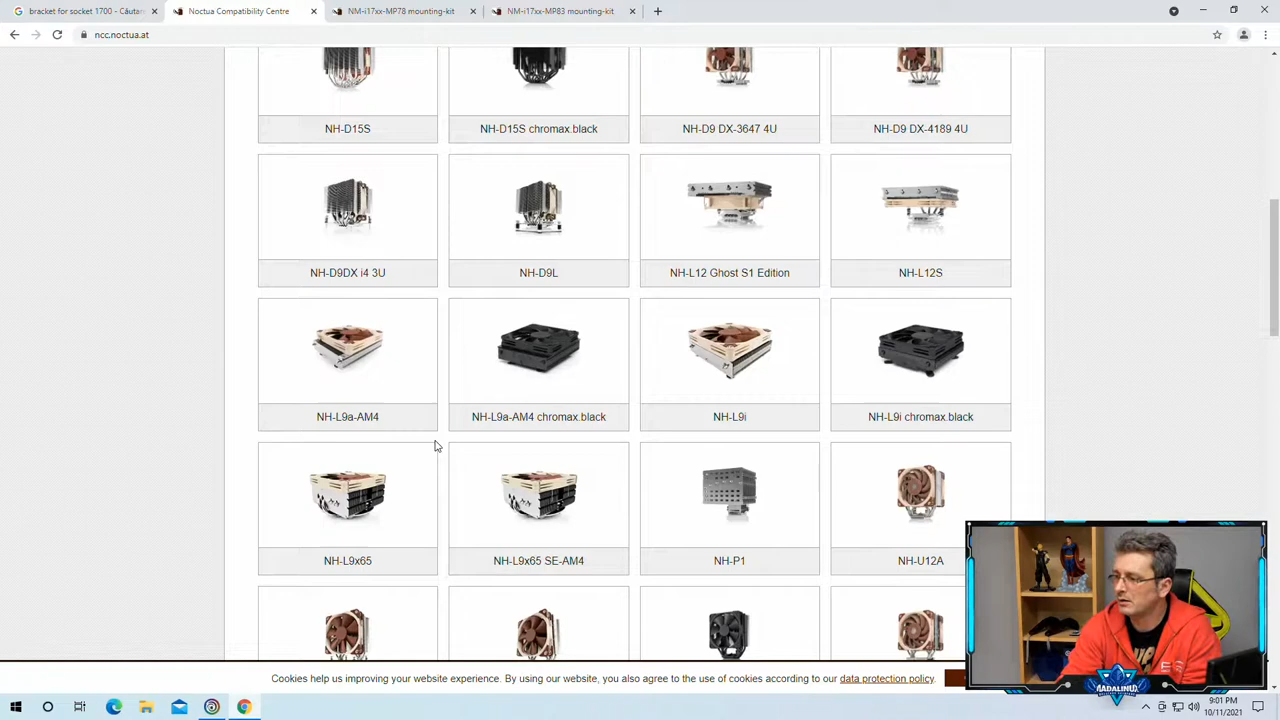 bracket for socket 1700 - Căutar
Noctua Compatibility Centre
NM-i17xx-MP78 mounting-kit
NM-i17xx-MP83 mounting-kit
ncc.noctua.at
NH-D15S
NH-D15S chromax.black
NH-D9 DX-3647 4U
NH-D9 DX-4189 4U
NH-D9DX i4 3U
NH-D9L
NH-L12 Ghost S1 Edition
NH-L12S
NH-L9a-AM4
NH-L9a-AM4 chromax.black
NH-L9i
NH-L9i chromax.black
NH-L9x65
NH-L9x65 SE-AM4
NH-P1
NH-U12A
Cookies help us improving your website experience. By using our website, you also agree to the use of cookies according to our data protection policy.
9:01 PM
10/11/2021